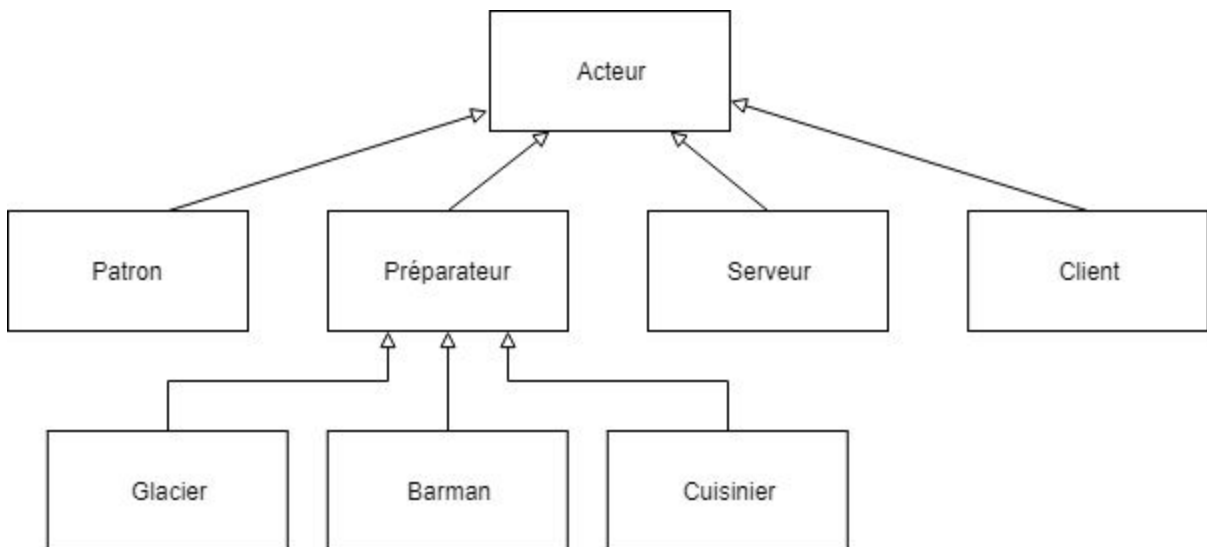 Acteur
Patron
Préparateur
Serveur
Client
Glacier
Barman
Cuisinier